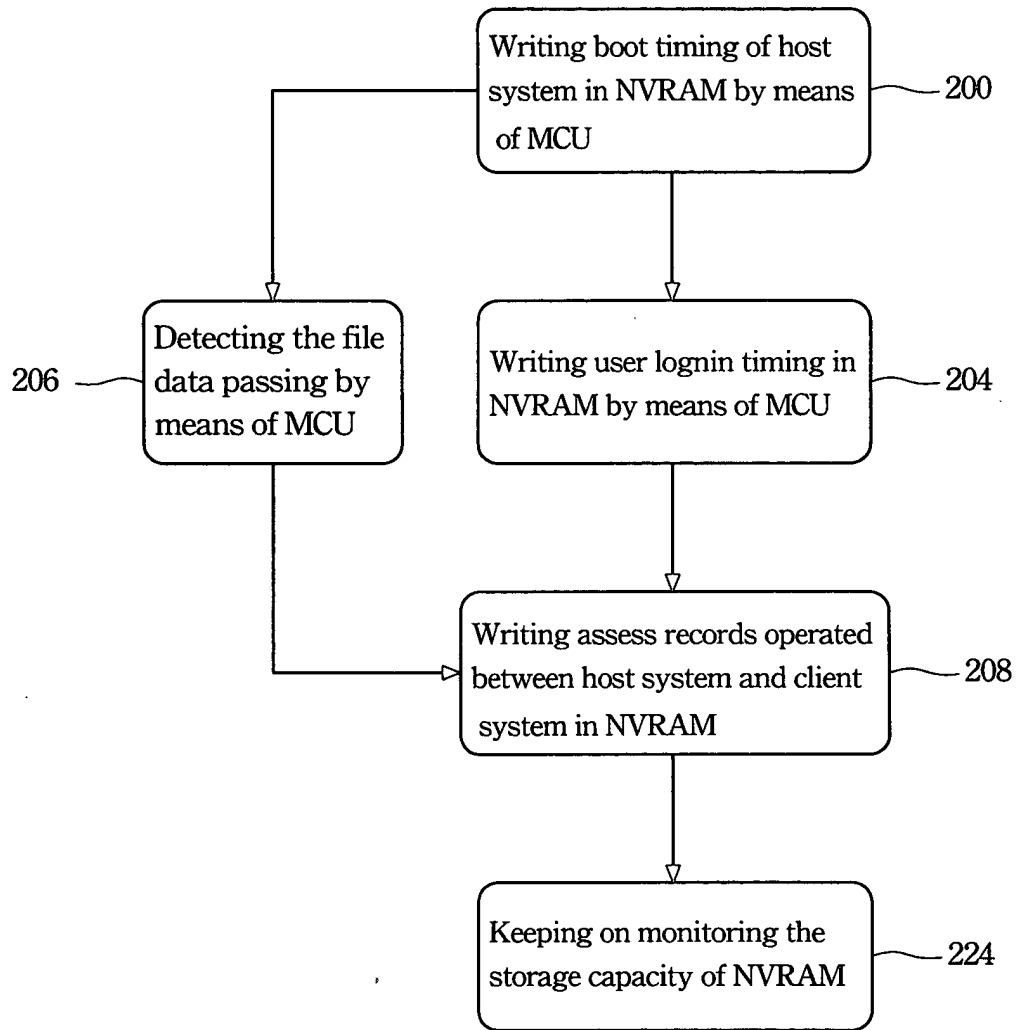 Writing boot timing of host
system in NVRAM by means
of MCU
200
Detecting the file
data passing by
means of MCU
206
Writing user lognin timing in
NVRAM by means of MCU
204
Writing assess records operated
between host system and client
system in NVRAM
208
Keeping on monitoring the
storage capacity of NVRAM
224